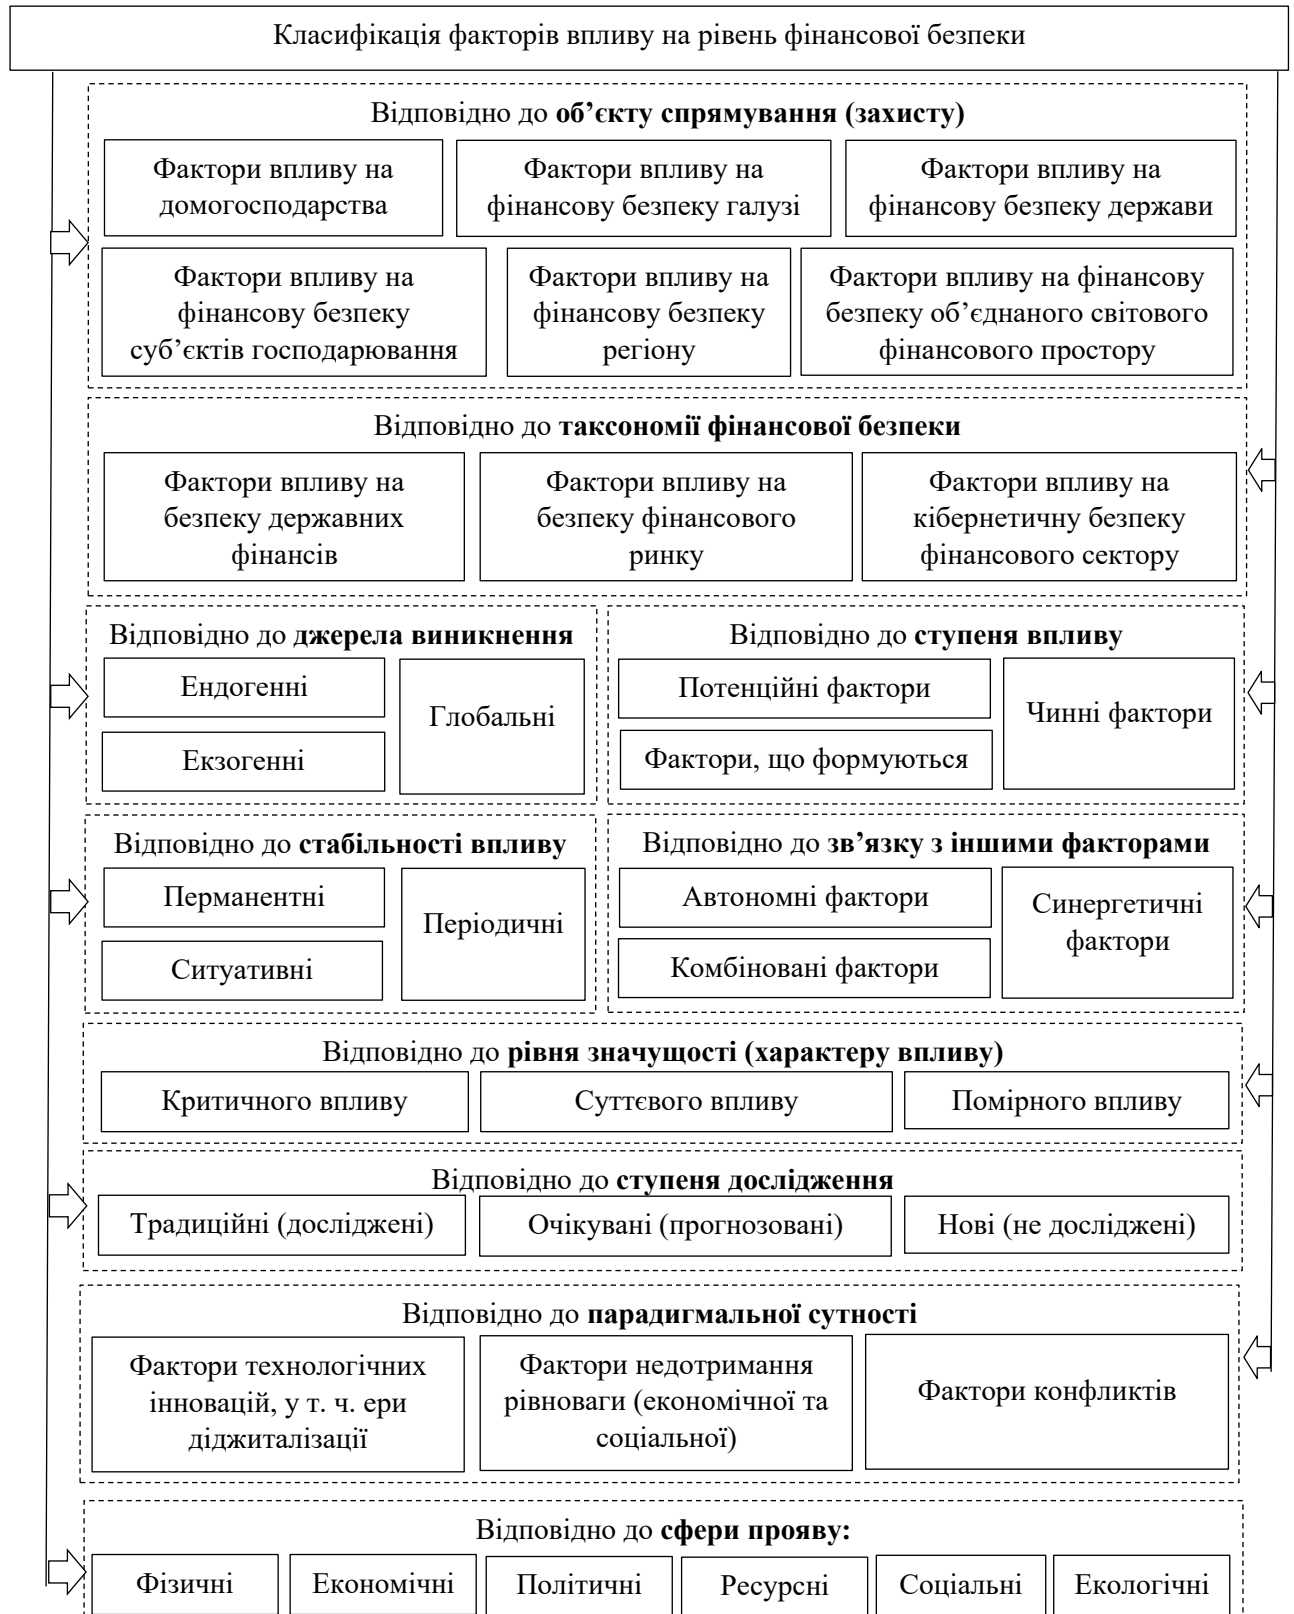 Класифікація факторів впливу на рівень фінансової безпеки
Відповідно до об’єкту спрямування (захисту)
Фактори впливу на
домогосподарства
Фактори впливу на
фінансову безпеку галузі
Фактори впливу на
фінансову безпеку держави
Фактори впливу на
фінансову безпеку
суб’єктів господарювання
Фактори впливу на
фінансову безпеку
регіону
Фактори впливу на фінансову
безпеку об’єднаного світового
фінансового простору
Відповідно до таксономії фінансової безпеки
Фактори впливу на
безпеку державних
фінансів
Фактори впливу на
безпеку фінансового
ринку
Фактори впливу на
кібернетичну безпеку
фінансового сектору
Відповідно до джерела виникнення
Ендогенні
Екзогенні
Глобальні
Відповідно до ступеня впливу
Потенційні фактори
Фактори, що формуються
Чинні фактори
Відповідно до стабільності впливу
Перманентні
Ситуативні
Періодичні
Відповідно до зв’язку з іншими факторами
Автономні фактори
Комбіновані фактори
Синергетичні
фактори
Відповідно до рівня значущості (характеру впливу)
Критичного впливу
Суттєвого впливу
Помірного впливу
Відповідно до ступеня дослідження
Традиційні (досліджені)
Очікувані (прогнозовані)
Нові (не досліджені)
Відповідно до парадигмальної сутності
Фактори технологічних
інновацій, у т. ч. ери
діджиталізації
Фактори недотримання
рівноваги (економічної та
соціальної)
Фактори конфликтів
Відповідно до сфери прояву:
Фізичні
Економічні
Політичні
Ресурсні
Соціальні
Екологічні